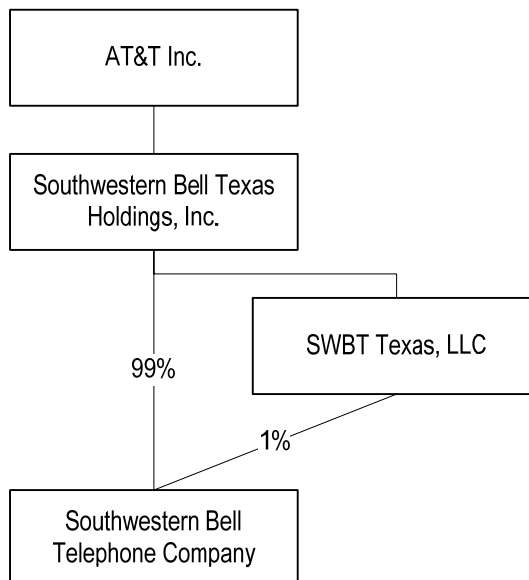 AT&T Inc.
Southwestern Bell Texas
Holdings, Inc.
SWBT Texas, LLC
99%
1%
Southwestern Bell
Telephone Company